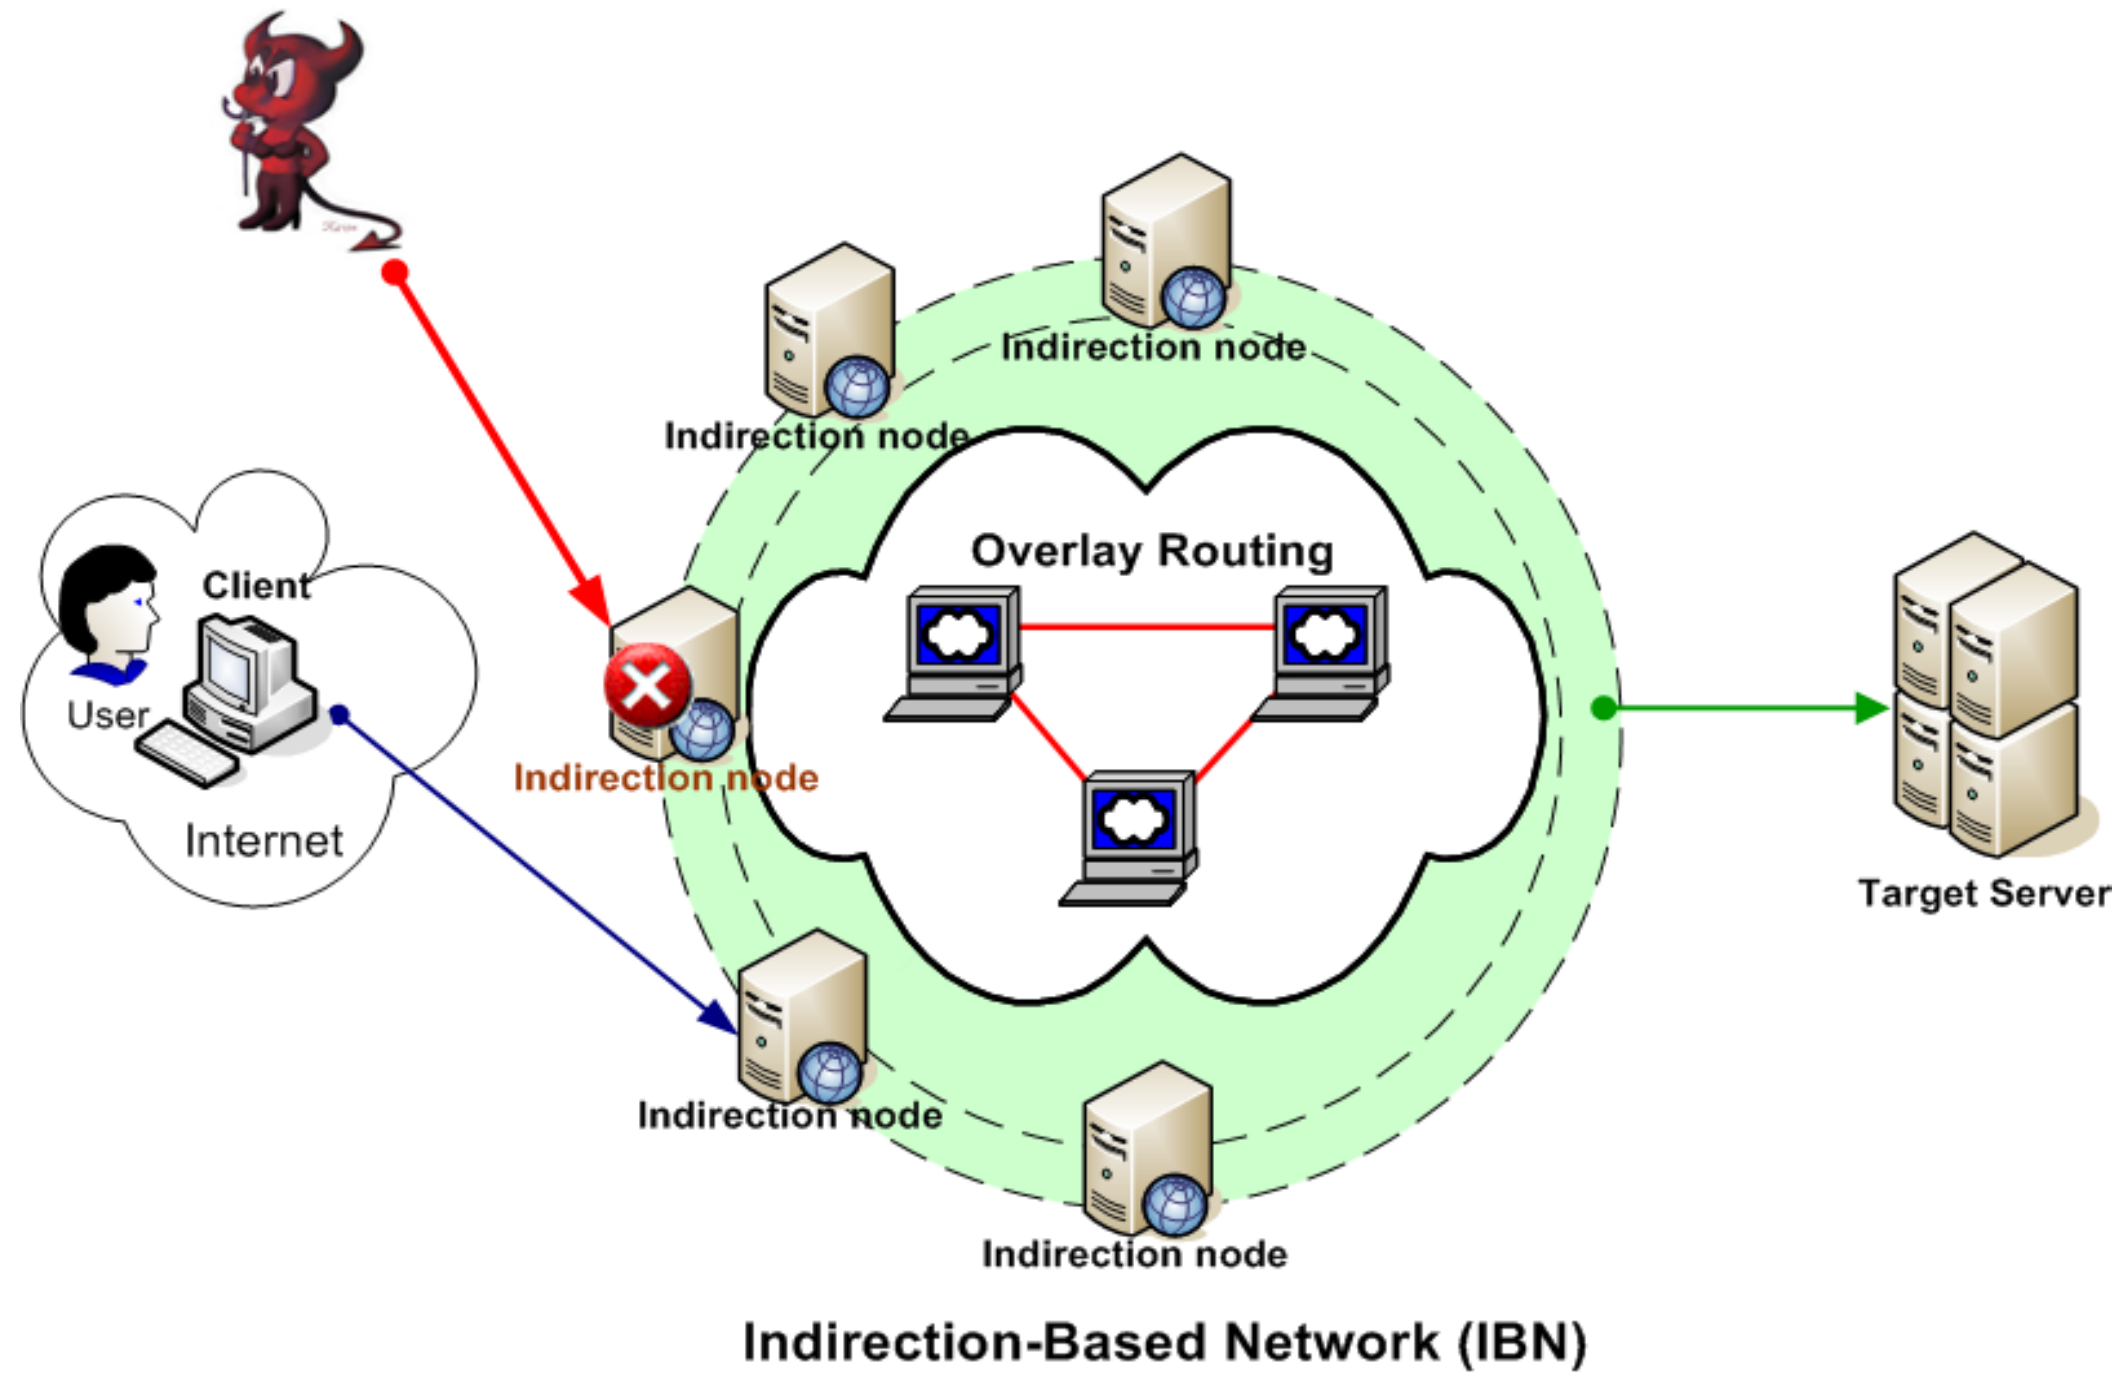 Indirection node
Indirection node
Overlay Routing
Client
User
Internet
Indirection node
Target Server
Indirection node
Indirection node
Indirection-Based Network (IBN)